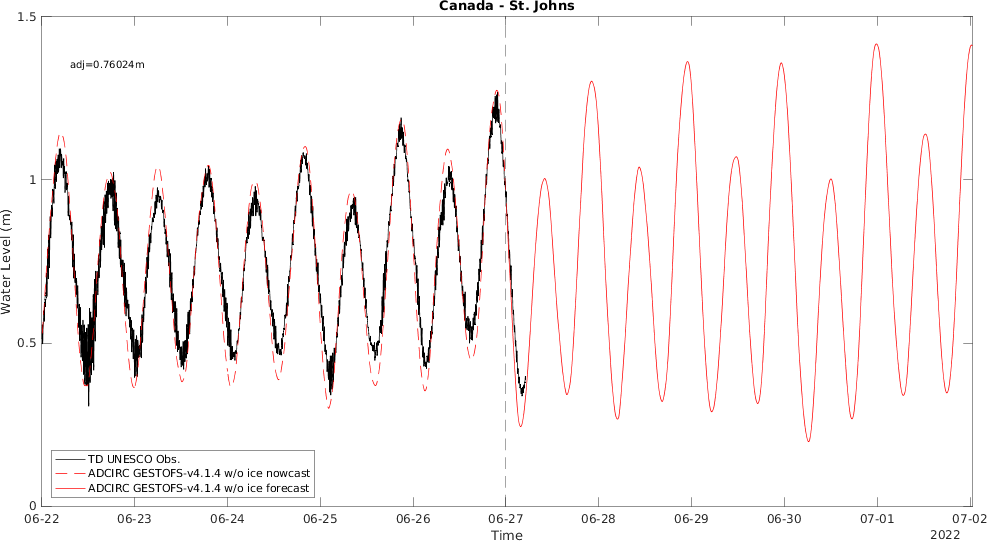 Canada - St. Johns
1.5
adj=0.76024m
1
Water Level (m)
0.5
TD UNESCO Obs.
ADCIRC GESTOFS-v4.1.4 w/o ice nowcast
ADCIRC GESTOFS-v4.1.4 w/o ice forecast
0
06-22 06-23 06-24 06-25 06-26 06-27 06-28 06-29 06-30 07-01 07-02
Time 2022